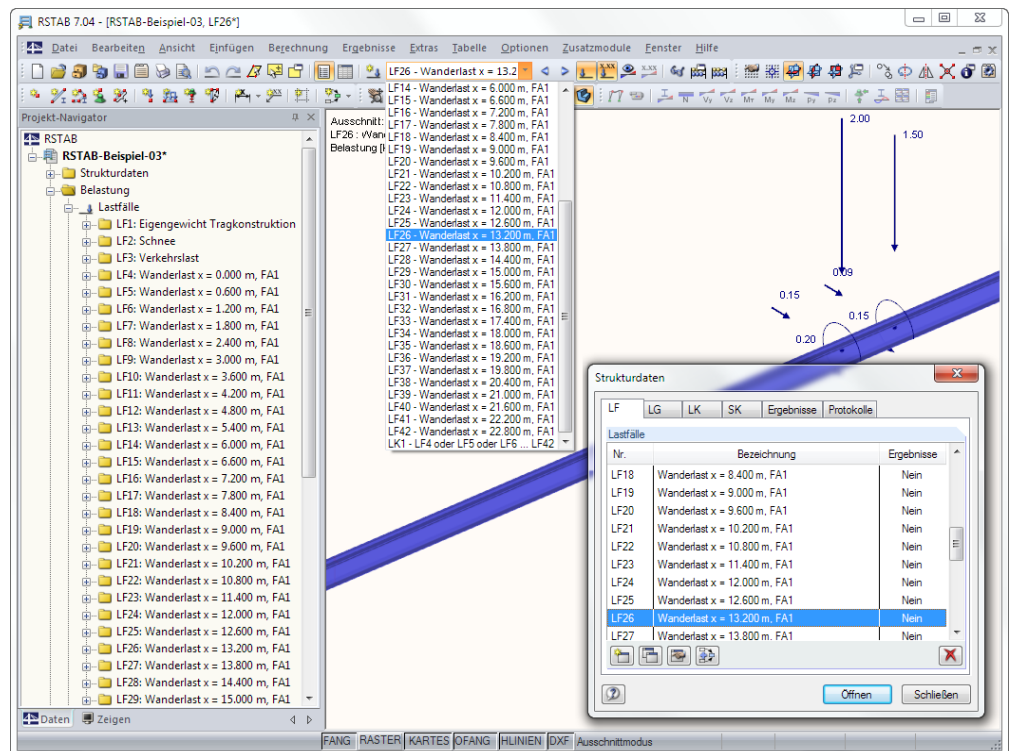 RSTAB 7.04 - [RSTAB-Beispiel-03, LF26*]
Datei Bearbeiten Ansicht Einfügen Berechnung Ergebnisse Extras Tabelle Optionen Zusatzmodule Fenster Hilfe
LF26 - Wanderlast x = 13.2
Projekt-Navigator
RSTAB
RSTAB-Beispiel-03*
Strukturdaten
Belastung
Lastfälle
LF1: Eigengewicht Tragkonstruktion
LF2: Schnee
LF3: Verkehrslast
LF4: Wanderlast x = 0.000 m, FA1
LF5: Wanderlast x = 0.600 m, FA1
LF6: Wanderlast x = 1.200 m, FA1
LF7: Wanderlast x = 1.800 m, FA1
LF8: Wanderlast x = 2.400 m, FA1
LF9: Wanderlast x = 3.000 m, FA1
LF10: Wanderlast x = 3.600 m, FA1
LF11: Wanderlast x = 4.200 m, FA1
LF12: Wanderlast x = 4.800 m, FA1
LF13: Wanderlast x = 5.400 m, FA1
LF14: Wanderlast x = 6.000 m, FA1
LF15: Wanderlast x = 6.600 m, FA1
LF16: Wanderlast x = 7.200 m, FA1
LF17: Wanderlast x = 7.800 m, FA1
LF18: Wanderlast x = 8.400 m, FA1
LF19: Wanderlast x = 9.000 m, FA1
LF20: Wanderlast x = 9.600 m, FA1
LF21: Wanderlast x = 10.200 m, FA1
LF22: Wanderlast x = 10.800 m, FA1
LF23: Wanderlast x = 11.400 m, FA1
LF24: Wanderlast x = 12.000 m, FA1
LF25: Wanderlast x = 12.600 m, FA1
LF26: Wanderlast x = 13.200 m, FA1
LF27: Wanderlast x = 13.800 m, FA1
LF28: Wanderlast x = 14.400 m, FA1
LF29: Wanderlast x = 15.000 m, FA1
Daten Zeigen
Ausschnitt:
LF26 : Wan
Belastung [
LF14 - Wanderlast x = 6.000 m, FA1
LF15 - Wanderlast x = 6.600 m, FA1
LF16 - Wanderlast x = 7.200 m, FA1
LF17 - Wanderlast x = 7.800 m, FA1
LF18 - Wanderlast x = 8.400 m, FA1
LF19 - Wanderlast x = 9.000 m, FA1
LF20 - Wanderlast x = 9.600 m, FA1
LF21 - Wanderlast x = 10.200 m, FA1
LF22 - Wanderlast x = 10.800 m, FA1
LF23 - Wanderlast x = 11.400 m, FA1
LF24 - Wanderlast x = 12.000 m, FA1
LF25 - Wanderlast x = 12.600 m, FA1
LF26 - Wanderlast x = 13.200 m, FA1
LF27 - Wanderlast x = 13.800 m, FA1
LF28 - Wanderlast x = 14.400 m, FA1
LF29 - Wanderlast x = 15.000 m, FA1
LF30 - Wanderlast x = 15.600 m, FA1
LF31 - Wanderlast x = 16.200 m, FA1
LF32 - Wanderlast x = 16.800 m, FA1
LF33 - Wanderlast x = 17.400 m, FA1
LF34 - Wanderlast x = 18.000 m, FA1
LF35 - Wanderlast x = 18.600 m, FA1
LF36 - Wanderlast x = 19.200 m, FA1
LF37 - Wanderlast x = 19.800 m, FA1
LF38 - Wanderlast x = 20.400 m, FA1
LF39 - Wanderlast x = 21.000 m, FA1
LF40 - Wanderlast x = 21.600 m, FA1
LF41 - Wanderlast x = 22.200 m, FA1
LF42 - Wanderlast x = 22.800 m, FA1
LK1 - LF4 oder LF5 oder LF6 ... LF42
2.00
1.50
0.09
0.15
0.15
0.20
Strukturdaten
LF LG LK SK Ergebnisse Protokolle
Lastfälle
Nr. Bezeichnung Ergebnisse
LF18 Wanderlast x = 8.400 m, FA1 Nein
LF19 Wanderlast x = 9.000 m, FA1 Nein
LF20 Wanderlast x = 9.600 m, FA1 Nein
LF21 Wanderlast x = 10.200 m, FA1 Nein
LF22 Wanderlast x = 10.800 m, FA1 Nein
LF23 Wanderlast x = 11.400 m, FA1 Nein
LF24 Wanderlast x = 12.000 m, FA1 Nein
LF25 Wanderlast x = 12.600 m, FA1 Nein
LF26 Wanderlast x = 13.200 m, FA1 Nein
LF27 Wanderlast x = 13.800 m, FA1 Nein
Öffnen Schließen
FANG RASTER KARTES OFANG HLINIEN DXF Ausschnittmodus